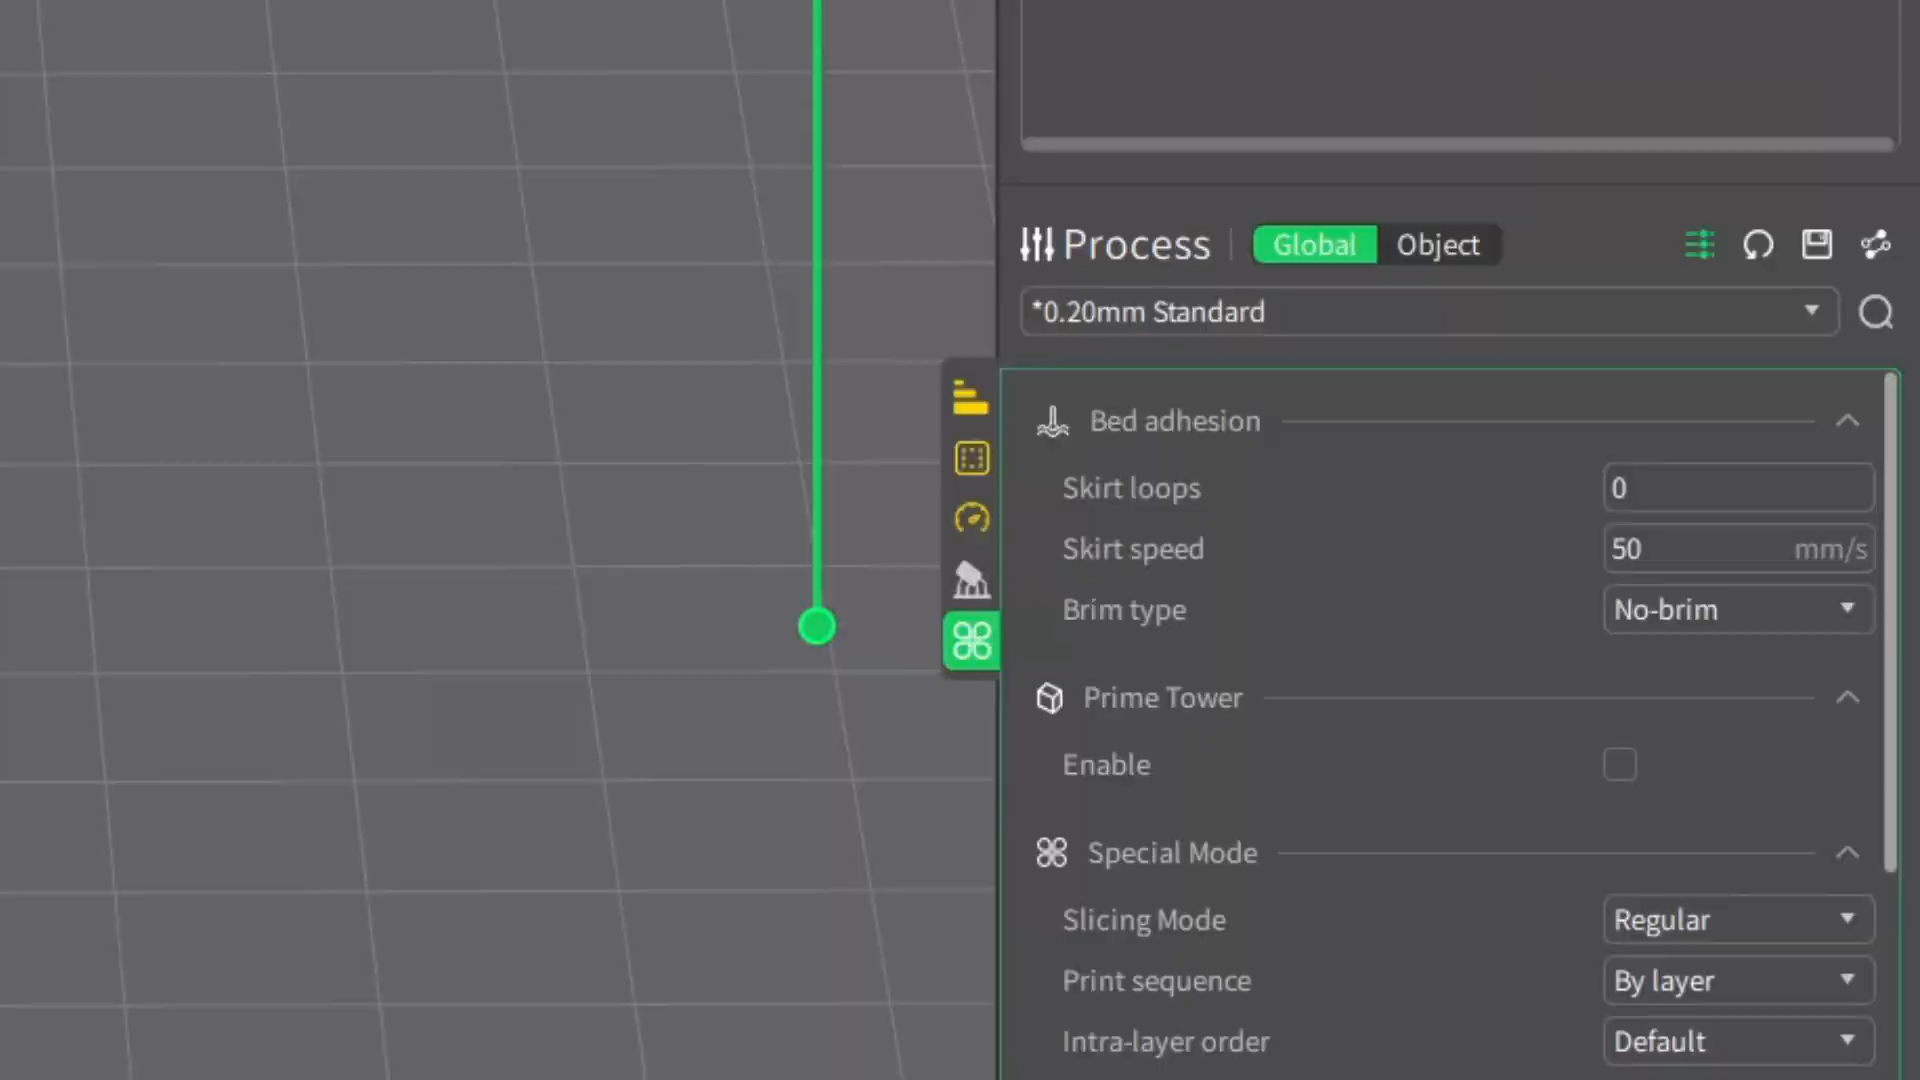 Process
Global
Object
*0.20mm Standard
Bed adhesion
Skirt loops
0
Skirt speed
50 mm/s
Brim type
No-brim
Prime Tower
Enable
Special Mode
Slicing Mode
Regular
Print sequence
By layer
Intra-layer order
Default